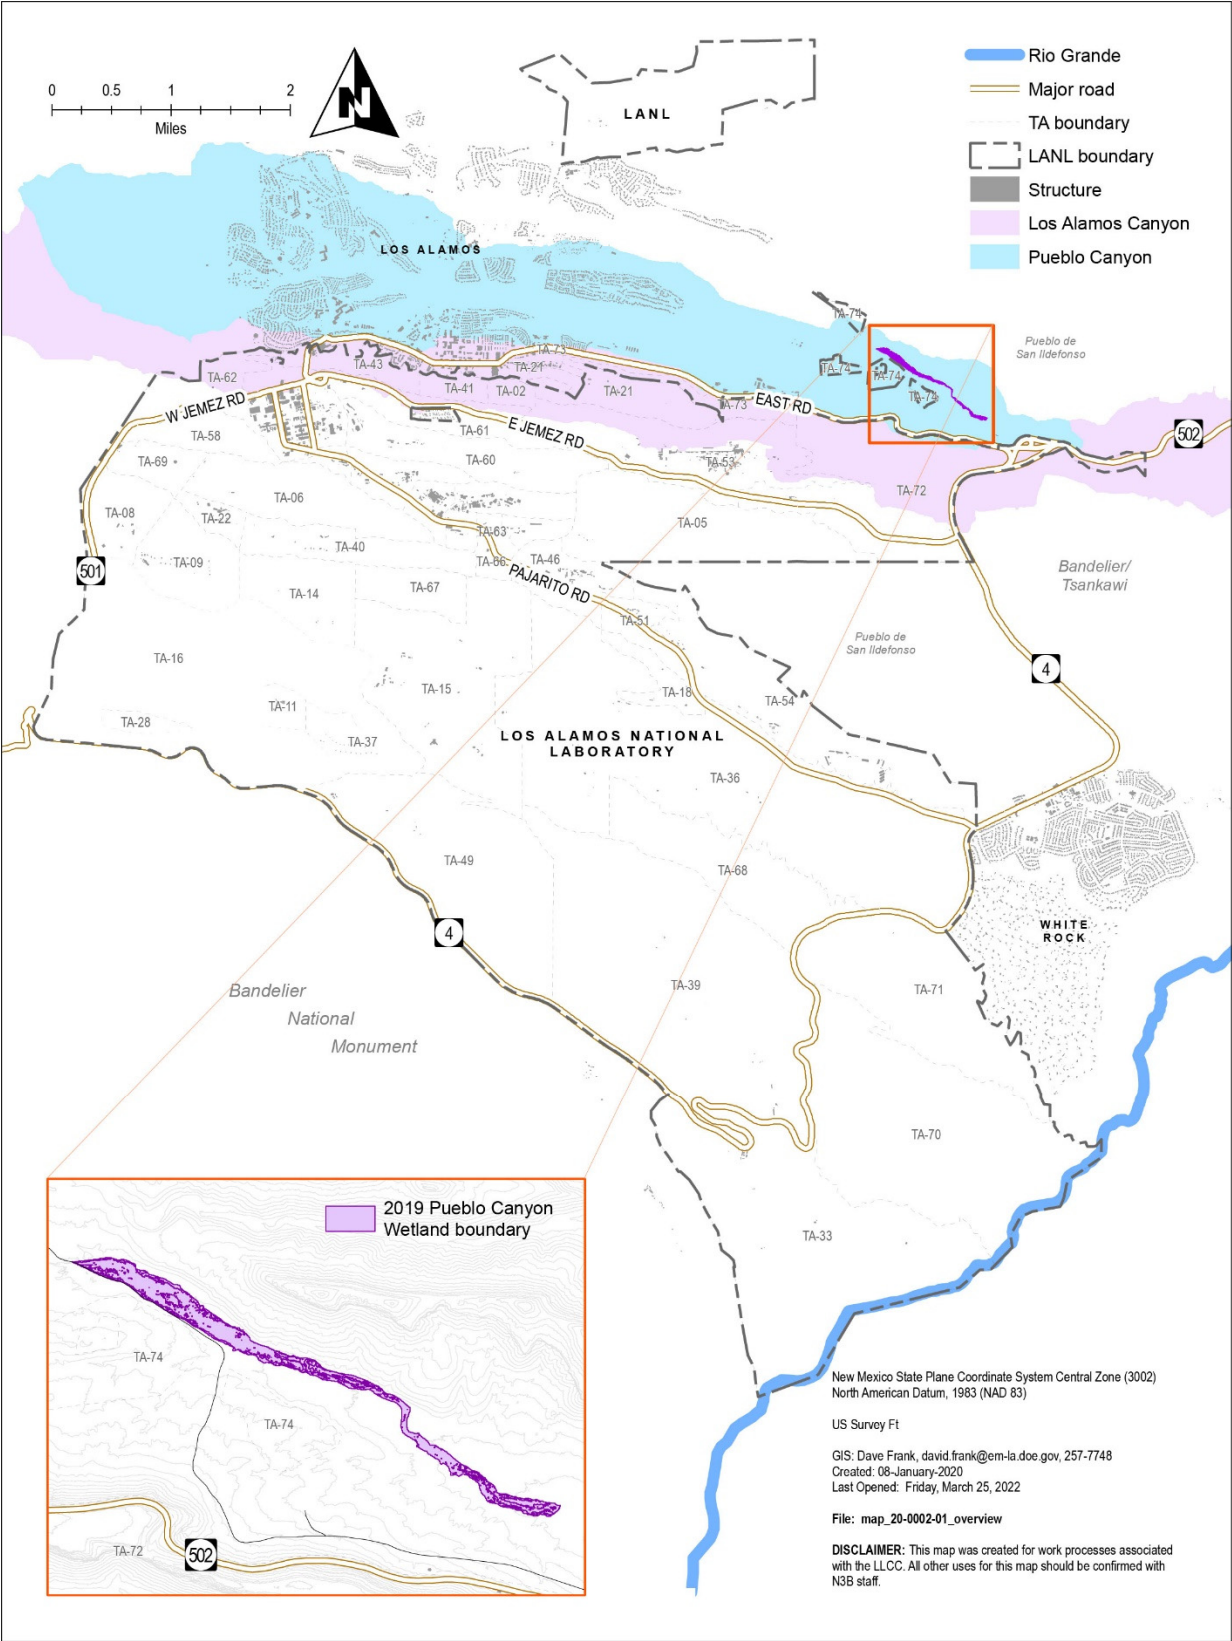 0 0.5 1 2
Miles
N
LANL
Rio Grande
Major road
TA boundary
LANL boundary
Structure
Los Alamos Canyon
Pueblo Canyon
LOS ALAMOS
TA-74
Pueblo de
San Ildefonso
TA-73
TA-43
TA-21
TA-74
TA-74
TA-62
TA-41
TA-02
TA-21
TA-74
TA-73
EAST RD
W JEMEZ RD
TA-58
TA-61
E JEMEZ RD
502
TA-69
TA-60
TA-53
TA-06
TA-72
TA-08
TA-22
TA-63
TA-05
501
TA-09
TA-40
TA-66
TA-46
PAJARITO RD
Bandelier/
Tsankawi
TA-14
TA-67
TA-51
Pueblo de
San Ildefonso
TA-16
4
TA-15
TA-18
TA-54
TA-11
TA-28
TA-37
LOS ALAMOS NATIONAL
LABORATORY
TA-36
TA-49
TA-68
4
WHITE
ROCK
Bandelier
National
Monument
TA-39
TA-71
TA-70
TA-33
2019 Pueblo Canyon
Wetland boundary
TA-74
TA-74
TA-72
502
New Mexico State Plane Coordinate System Central Zone (3002)
North American Datum, 1983 (NAD 83)
US Survey Ft
GIS: Dave Frank, david.frank@em-la.doe.gov, 257-7748
Created: 08-January-2020
Last Opened: Friday, March 25, 2022
File: map_20-0002-01_overview
DISCLAIMER: This map was created for work processes associated
with the LLCC. All other uses for this map should be confirmed with
N3B staff.